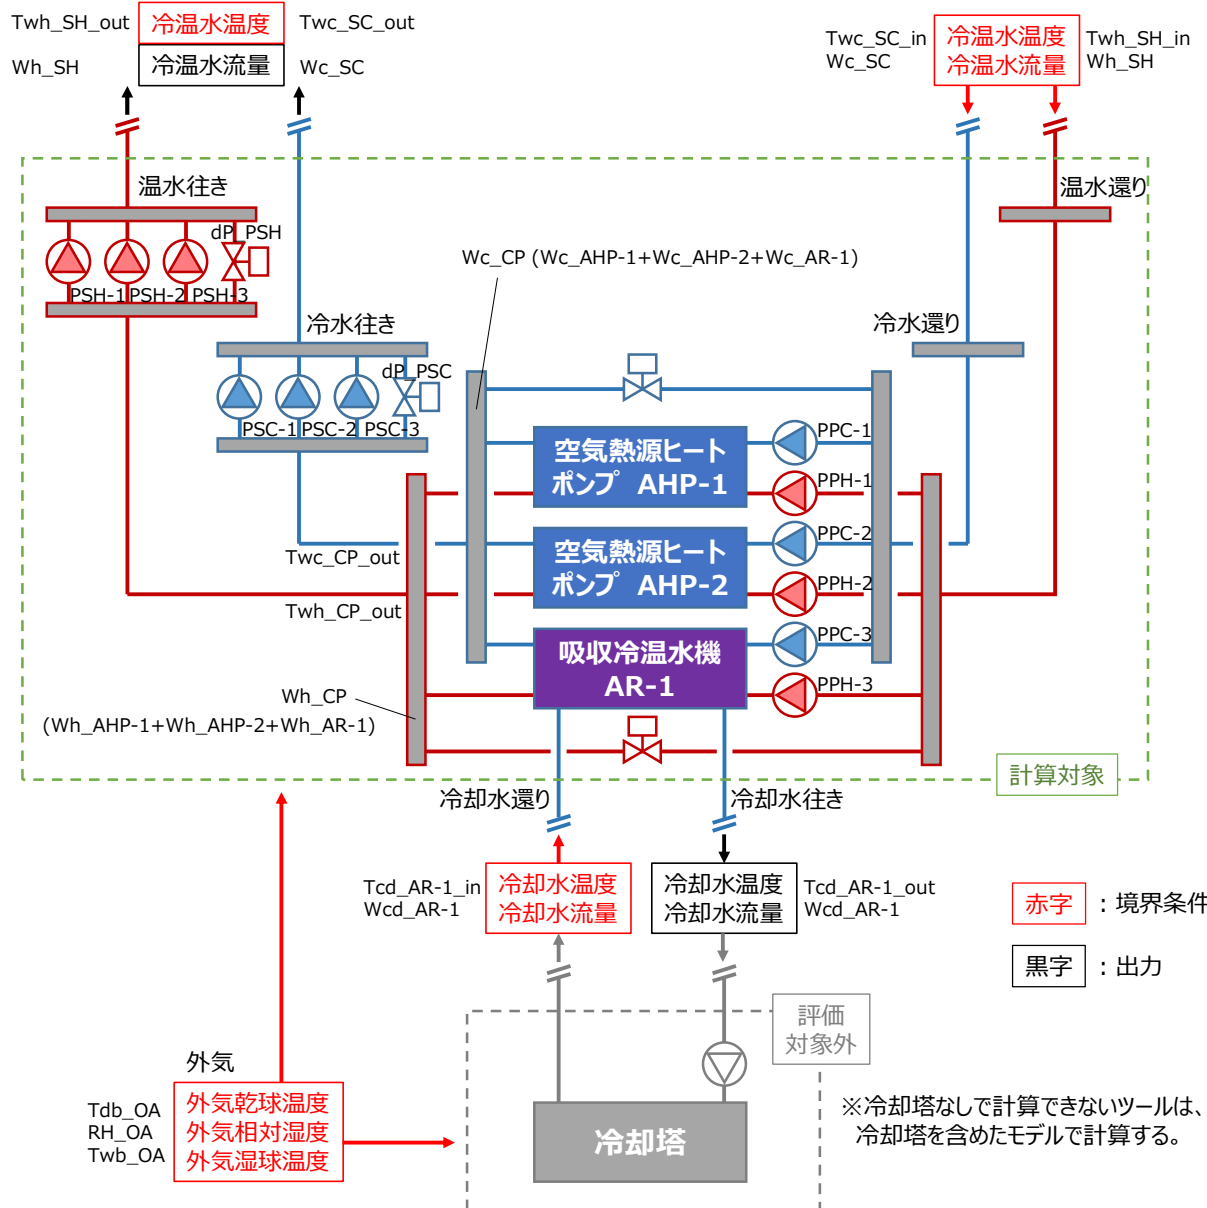 Twh_SH_out
冷温水温度
Twc_SC_out
Wh_SH
冷温水流量
Wc_SC
Twc_SC_in
Wc_SC
冷温水温度
冷温水流量
Twh_SH_in
Wh_SH
温水往き
温水還り
dP_PSH
PSH-1
PSH-2
PSH-3
Wc_CP (Wc_AHP-1+Wc_AHP-2+Wc_AR-1)
冷水往き
冷水還り
dP_PSC
PSC-1
PSC-2
PSC-3
空気熱源ヒート
ポンプ AHP-1
PPC-1
PPH-1
空気熱源ヒート
ポンプ AHP-2
PPC-2
PPH-2
Twc_CP_out
Twh_CP_out
吸収冷温水機
AR-1
PPC-3
PPH-3
Wh_CP
(Wh_AHP-1+Wh_AHP-2+Wh_AR-1)
計算対象
冷却水還り
冷却水往き
Tcd_AR-1_in
Wcd_AR-1
冷却水温度
冷却水流量
冷却水温度
冷却水流量
Tcd_AR-1_out
Wcd_AR-1
赤字
：境界条件
黒字
：出力
評価
対象外
外気
Tdb_OA
RH_OA
Twb_OA
外気乾球温度
外気相対湿度
外気湿球温度
冷却塔
※冷却塔なしで計算できないツールは、
冷却塔を含めたモデルで計算する。